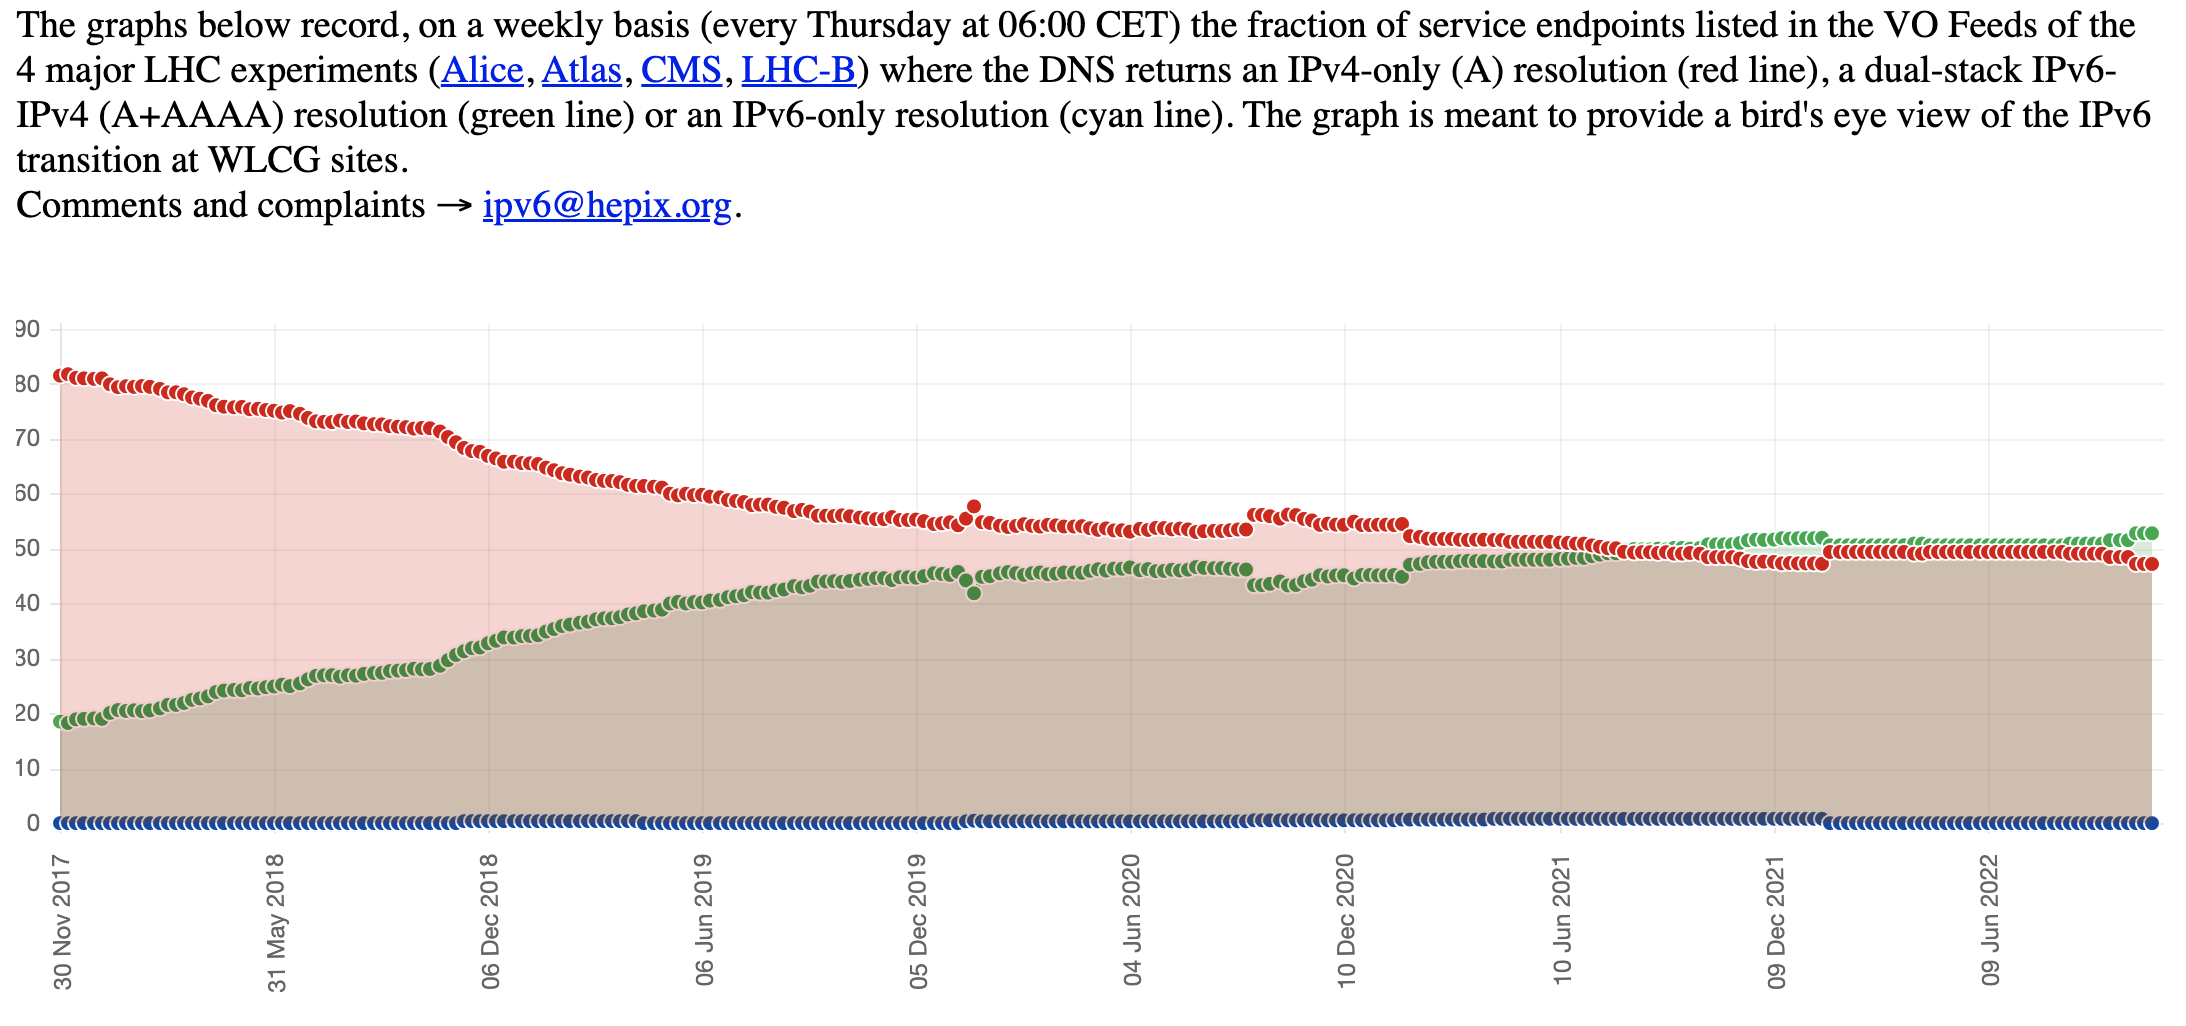 The graphs below record, on a weekly basis (every Thursday at 06:00 CET) the fraction of service endpoints listed in the VO Feeds of the
4 major LHC experiments (Alice, Atlas, CMS, LHC-B) where the DNS returns an IPv4-only (A) resolution (red line), a dual-stack IPv6-
IPv4 (A+AAAA) resolution (green line) or an IPv6-only resolution (cyan line). The graph is meant to provide a bird's eye view of the IPv6
transition at WLCG sites.
Comments and complaints → ipv6@hepix.org.
90
80
70
60
50
40
30
20
10
0
30 Nov 2017
31 May 2018
06 Dec 2018
06 Jun 2019
05 Dec 2019
04 Jun 2020
10 Dec 2020
10 Jun 2021
09 Dec 2021
09 Jun 2022